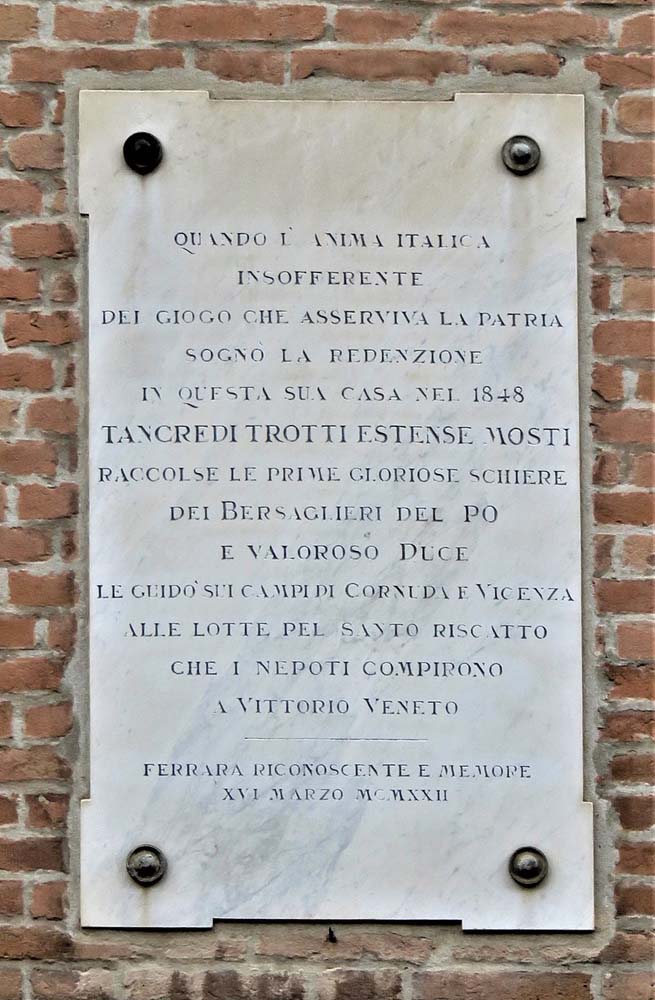 QUANDO L' ANIMA ITALICA
INSOFFERENTE
DEI GIOGO CHE ASSERVIVA LA PATRIA
SOGNÒ LA REDENZIONE
IN QUESTA SUA CASA NEL 1848
TANCREDI TROTTI ESTENSE MOSTI
RACCOLSE LE PRIME GLORIOSE SCHIERE
DEI BERSAGLIERI DEL PO
E VALOROSO DUCE
LE GUIDO' SUI CAMPI DI CORNUDA E VICENZA
ALLE LOTTE PEL SANTO RISCATTO
CHE I NEPOTI COMPIRONO
A VITTORIO VENETO
FERRARA RICONOSCENTE E MEMORE
XVI MARZO MCMXXII